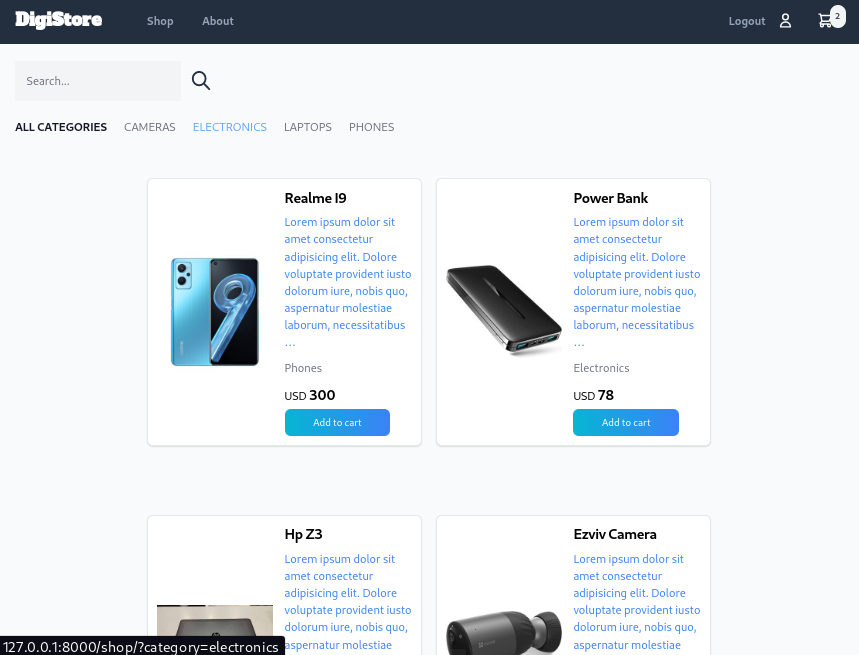 DigiStore
Shop
About
Logout
2
Search...
ALL CATEGORIES
CAMERAS
ELECTRONICS
LAPTOPS
PHONES
Realme I9
Lorem ipsum dolor sit
amet consectetur
adipisicing elit. Dolore
voluptate provident iusto
dolorum iure, nobis quo,
aspernatur molestiae
laborum, necessitatibus
...
Phones
USD 300
Add to cart
Power Bank
Lorem ipsum dolor sit
amet consectetur
adipisicing elit. Dolore
voluptate provident iusto
dolorum iure, nobis quo,
aspernatur molestiae
laborum, necessitatibus
...
Electronics
USD 78
Add to cart
Hp Z3
Lorem ipsum dolor sit
amet consectetur
adipisicing elit. Dolore
voluptate provident iusto
dolorum iure, nobis quo,
aspernatur molestiae
Ezviv Camera
Lorem ipsum dolor sit
amet consectetur
adipisicing elit. Dolore
voluptate provident iusto
dolorum iure, nobis quo,
aspernatur molestiae
127.0.0.1:8000/shop/?category=electronics